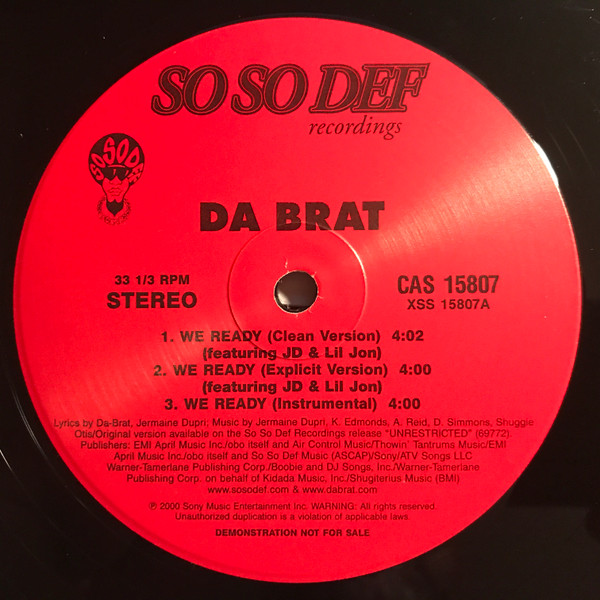 SO SO DEF
recordings
SO SO DEF
DA BRAT
33 1/3 RPM
STEREO
CAS 15807
XSS 15807A
1. WE READY (Clean Version) 4:02
(featuring JD & Lil Jon)
2. WE READY (Explicit Version) 4:00
(featuring JD & Lil Jon)
3. WE READY (Instrumental) 4:00
Lyrics by Da-Brat, Jermaine Dupri; Music by Jermaine Dupri, K. Edmonds, A. Reid, D. Simmons, Shuggie
Otis/Original version available on the So So Def Recordings release "UNRESTRICTED" (69772).
Publishers: EMI April Music Inc./obo itself and Air Control Music/Thowin' Tantrums Music/EMI
April Music Inc./obo itself and So So Def Music (ASCAP)/Sony/ATV Songs LLC
Warner-Tamerlane Publishing Corp./Boobie and DJ Songs, Inc./Warner-Tamerlane
Publishing Corp. on behalf of Kidada Music, Inc./Shugiterius Music (BMI)
www.sosodef.com & www.dabrat.com
℗ 2000 Sony Music Entertainment Inc. WARNING: All rights reserved.
Unauthorized duplication is a violation of applicable laws.
DEMONSTRATION NOT FOR SALE